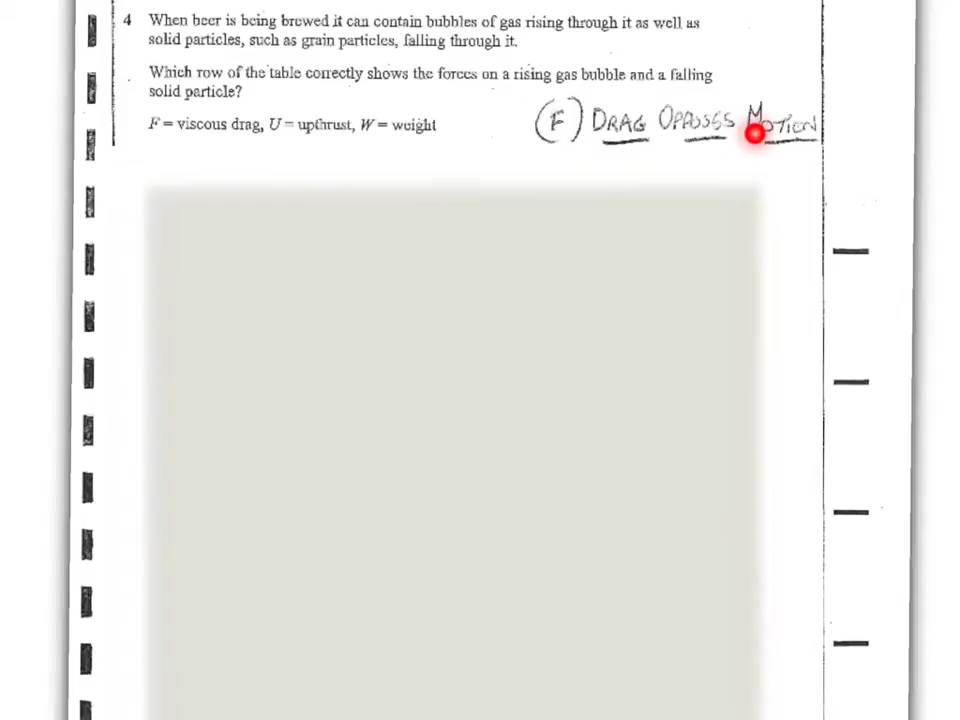 4 When beer is being brewed it can contain bubbles of gas rising through it as well as
solid particles, such as grain particles, falling through it.
Which row of the table correctly shows the forces on a rising gas bubble and a falling
solid particle?
F = viscous drag, U = upthrust, W = weight
(F) DRAG OPPOSES MOTION